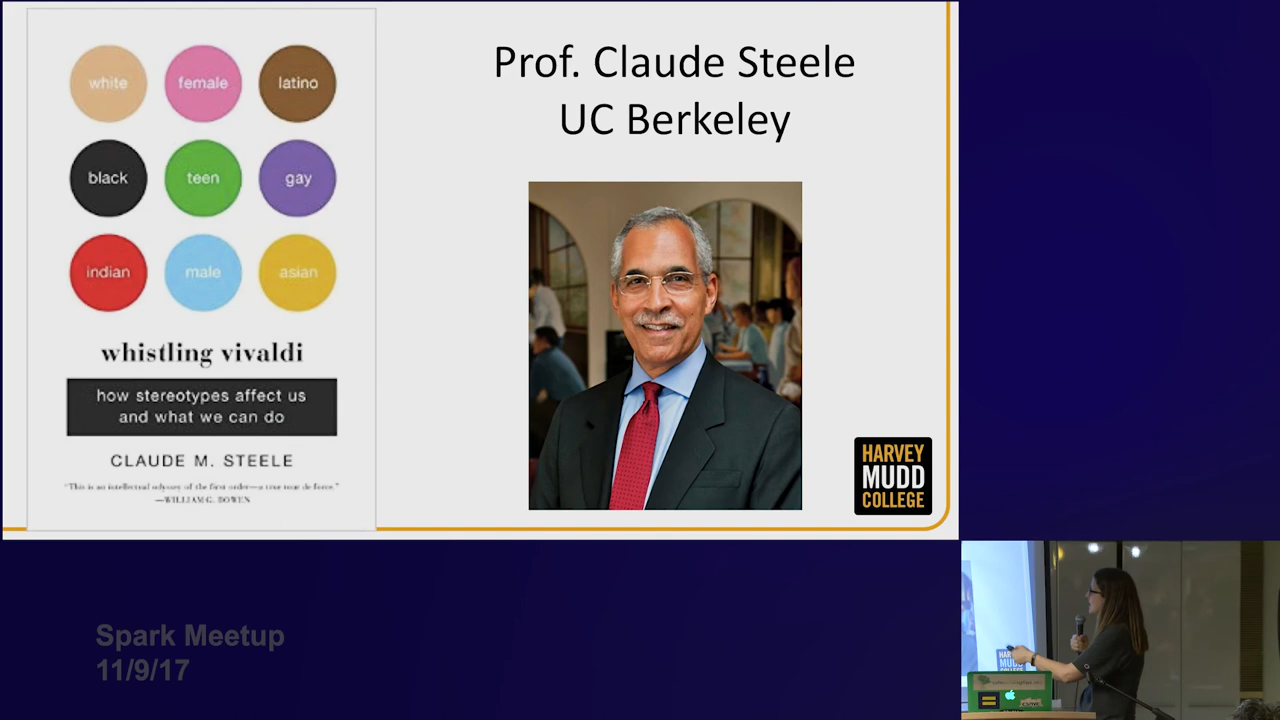 white
female
latino
black
teen
gay
indian
male
asian
whistling vivaldi
how stereotypes affect us
and what we can do
CLAUDE M. STEELE
"This is an intellectual odyssey of the first order—a true tour de force."
—WILLIAM G. BOWEN
Prof. Claude Steele
UC Berkeley
HARVEY
MUDD
COLLEGE
Spark Meetup
11/9/17